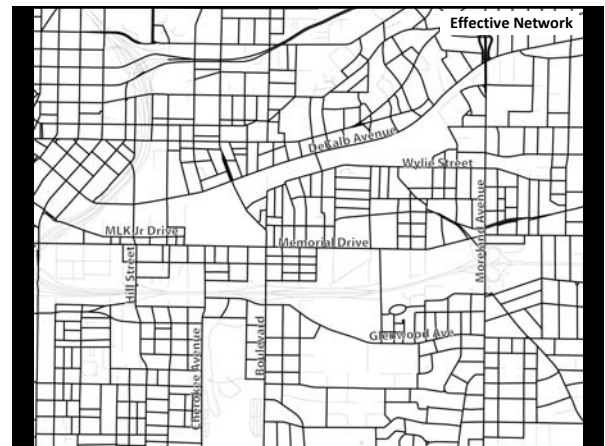 Effective Network
DeKalb Avenue
Wylie Street
MLK Jr Drive
Memorial Drive
Hill Street
Moreland Avenue
Glenwood Ave
Cherokee Avenue
Boulevard